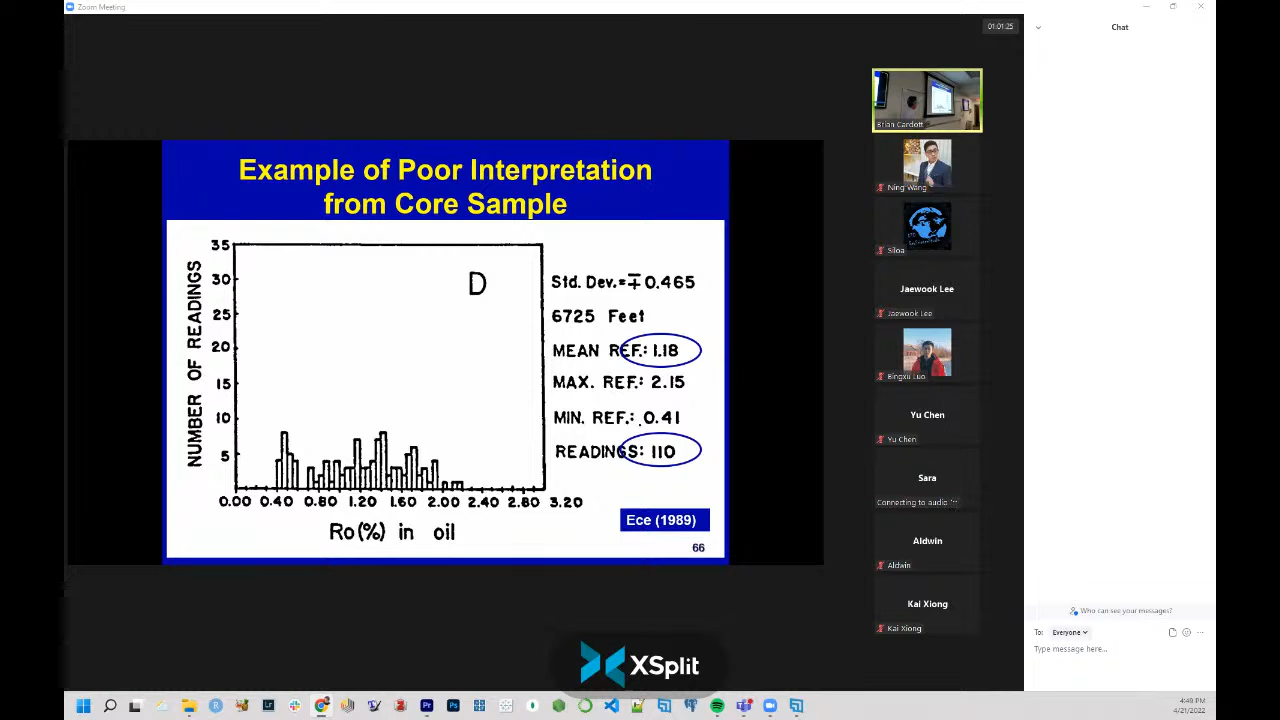 Zoom Meeting
01:01:25
Chat
Example of Poor Interpretation
from Core Sample
NUMBER OF READINGS
35
30
25
20
15
10
5
D
Std. Dev.=∓0.465
6725 Feet
MEAN REF.: 1.18
MAX. REF.: 2.15
MIN. REF.: 0.41
READINGS: 110
0.00 0.40 0.80 1.20 1.60 2.00 2.40 2.80 3.20
Ro(%) in oil
Ece (1989)
66
Brian Cardott
Ning Wang
Siloa
Jaewook Lee
Jaewook Lee
Bingxu Luo
Yu Chen
Yu Chen
Sara
Connecting to audio ···
Aldwin
Aldwin
Kai Xiong
Kai Xiong
Who can see your messages?
To: Everyone
Type message here...
XSplit
4:49 PM
4/21/2022